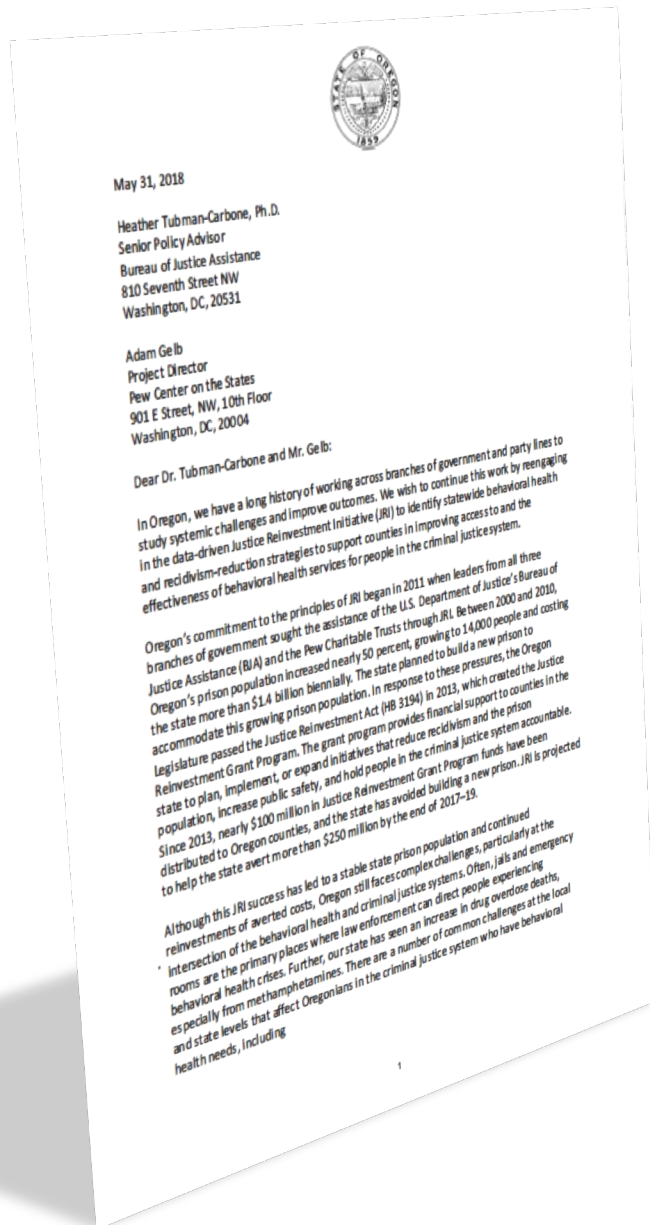 STATE OF OREGON
1859
May 31, 2018
Heather Tubman-Carbone, Ph.D.
Senior Policy Advisor
Bureau of Justice Assistance
810 Seventh Street NW
Washington, DC, 20531
Adam Gelb
Project Director
Pew Center on the States
901 E Street, NW, 10th Floor
Washington, DC, 20004
Dear Dr. Tubman-Carbone and Mr. Gelb:
In Oregon, we have a long history of working across branches of government and party lines to
study systemic challenges and improve outcomes. We wish to continue this work by reengaging
in the data-driven Justice Reinvestment Initiative (JRI) to identify statewide behavioral health
and recidivism-reduction strategies to support counties in improving access to and the
effectiveness of behavioral health services for people in the criminal justice system.
Oregon's commitment to the principles of JRI began in 2011 when leaders from all three
branches of government sought the assistance of the U.S. Department of Justice's Bureau of
Justice Assistance (BJA) and the Pew Charitable Trusts through JRI. Between 2000 and 2010,
Oregon's prison population increased nearly 50 percent, growing to 14,000 people and costing
the state more than $1.4 billion biennially. The state planned to build a new prison to
accommodate this growing prison population. In response to these pressures, the Oregon
Legislature passed the Justice Reinvestment Act (HB 3194) in 2013, which created the Justice
Reinvestment Grant Program. The grant program provides financial support to counties in the
state to plan, implement, or expand initiatives that reduce recidivism and the prison
population, increase public safety, and hold people in the criminal justice system accountable.
Since 2013, nearly $100 million in Justice Reinvestment Grant Program funds have been
distributed to Oregon counties, and the state has avoided building a new prison. JRI is projected
to help the state avert more than $250 million by the end of 2017–19.
Although this JRI success has led to a stable state prison population and continued
reinvestments of averted costs, Oregon still faces complex challenges, particularly at the
intersection of the behavioral health and criminal justice systems. Often, jails and emergency
rooms are the primary places where law enforcement can direct people experiencing
behavioral health crises. Further, our state has seen an increase in drug overdose deaths,
especially from methamphetamines. There are a number of common challenges at the local
and state levels that affect Oregonians in the criminal justice system who have behavioral
health needs, including
1